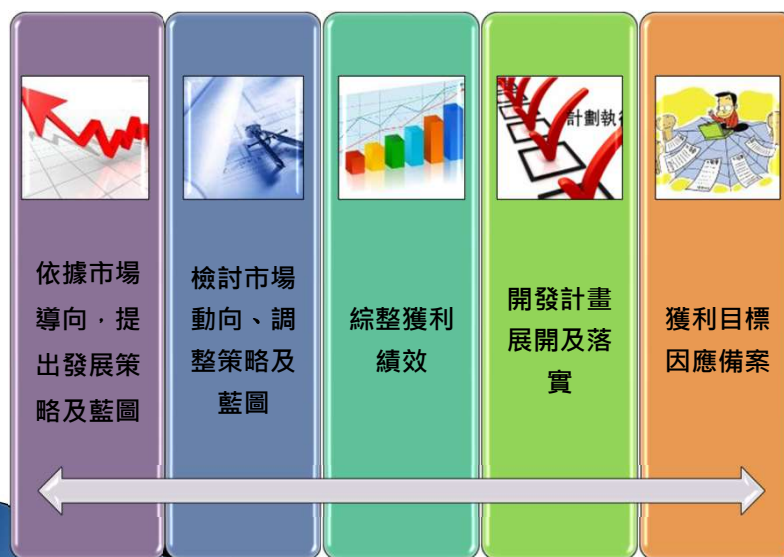 計劃執行
依據市場
導向，提
出發展策
略及藍圖
檢討市場
動向、調
整策略及
藍圖
綜整獲利
績效
開發計畫
展開及落
實
獲利目標
因應備案